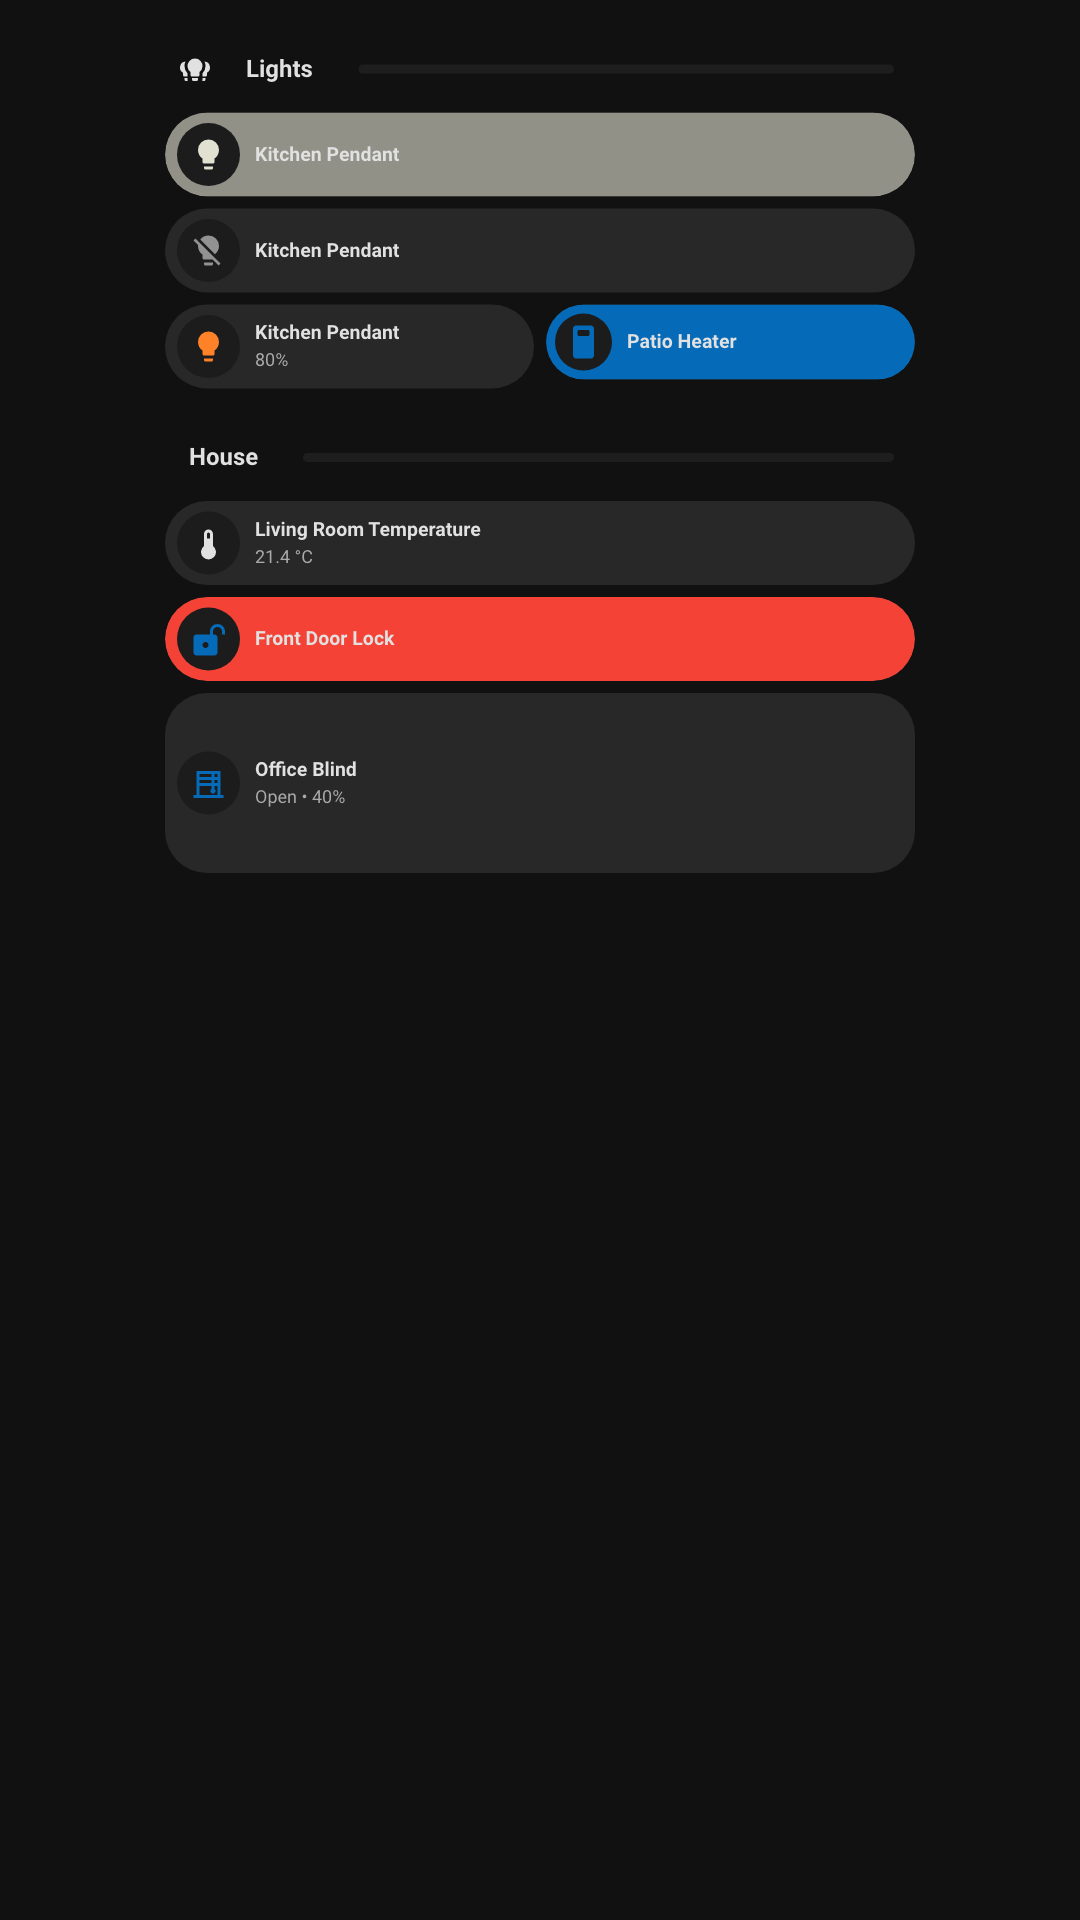 Lights
Kitchen Pendant
Kitchen Pendant
Kitchen Pendant
80%
Patio Heater
House
Living Room Temperature
21.4 °C
Front Door Lock
Office Blind
Open • 40%